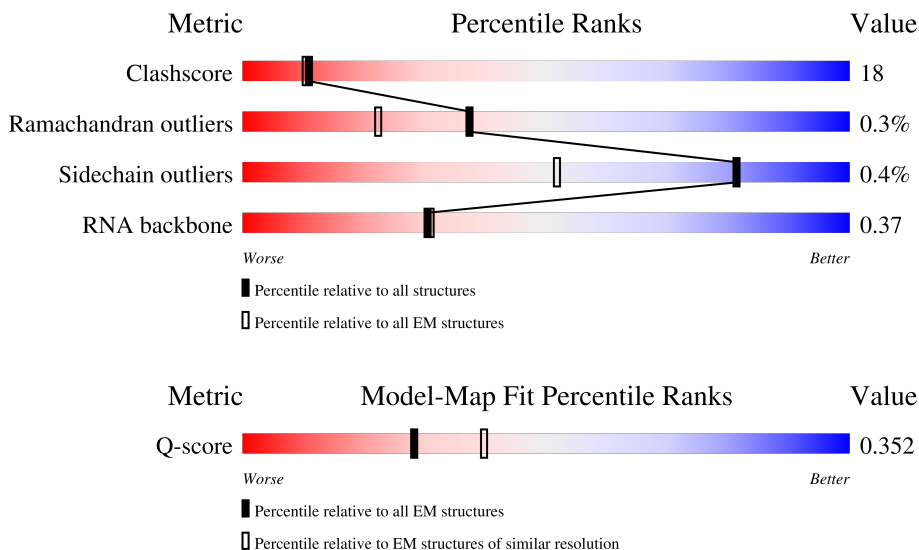 Metric Percentile Ranks Value
Clashscore 18
Ramachandran outliers 0.3%
Sidechain outliers 0.4%
RNA backbone 0.37
Worse Better
Percentile relative to all structures
Percentile relative to all EM structures
Metric Model-Map Fit Percentile Ranks Value
Q-score 0.352
Worse Better
Percentile relative to all EM structures
Percentile relative to EM structures of similar resolution